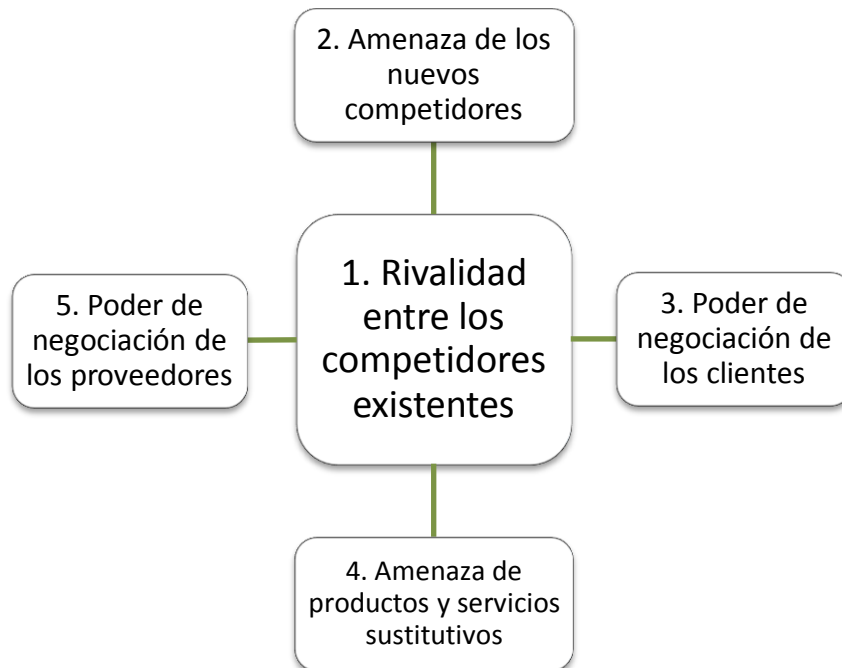 2. Amenaza de los
nuevos
competidores
1. Rivalidad
entre los
competidores
existentes
5. Poder de
negociación de
los proveedores
3. Poder de
negociación de
los clientes
4. Amenaza de
productos y servicios
sustitutivos